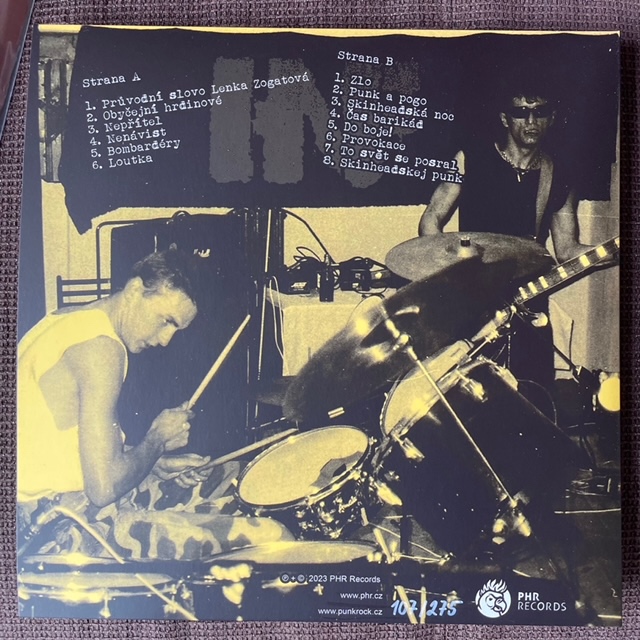 HNF
Strana A
1. Průvodní slovo Lenka Zogatová
2. Obyčejní hrdinové
3. Nepřítel
4. Nenávist
5. Bombardéry
6. Loutka
Strana B
1. Zlo
2. Punk a pogo
3. Skinheadská noc
4. Čas barikád
5. Do boje!
6. Provokace
7. To svět se posral
8. Skinheadskej punk
℗ + © 2023 PHR Records
www.phr.cz
www.punkrock.cz
107/275
PHR
RECORDS